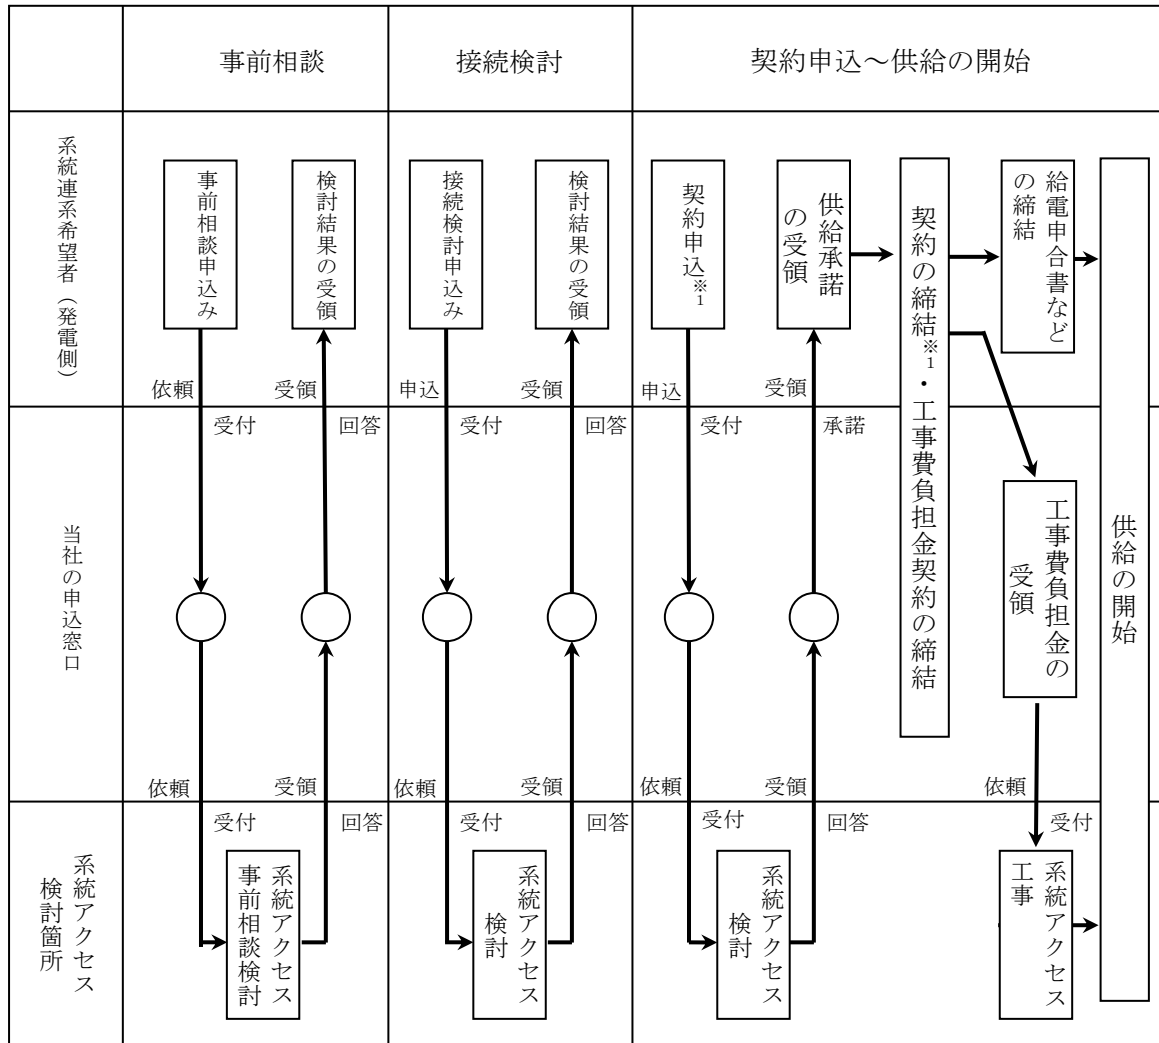 事前相談
接続検討
契約申込～供給の開始
系統連系希望者（発電側）
事前相談申込み
検討結果の受領
接続検討申込み
検討結果の受領
契約申込※1
供給承諾
の受領
契約の締結※1・工事費負担金契約の締結
給電申合書など
の締結
供給の開始
依頼
受領
申込
受領
申込
受領
受付
回答
受付
回答
受付
承諾
当社の申込窓口
工事費負担金の
受領
依頼
受領
依頼
受領
依頼
受領
依頼
受付
回答
受付
回答
受付
回答
受付
系統アクセス
検討箇所
系統アクセス
事前相談検討
系統アクセス
検討
系統アクセス
検討
系統アクセス
工事